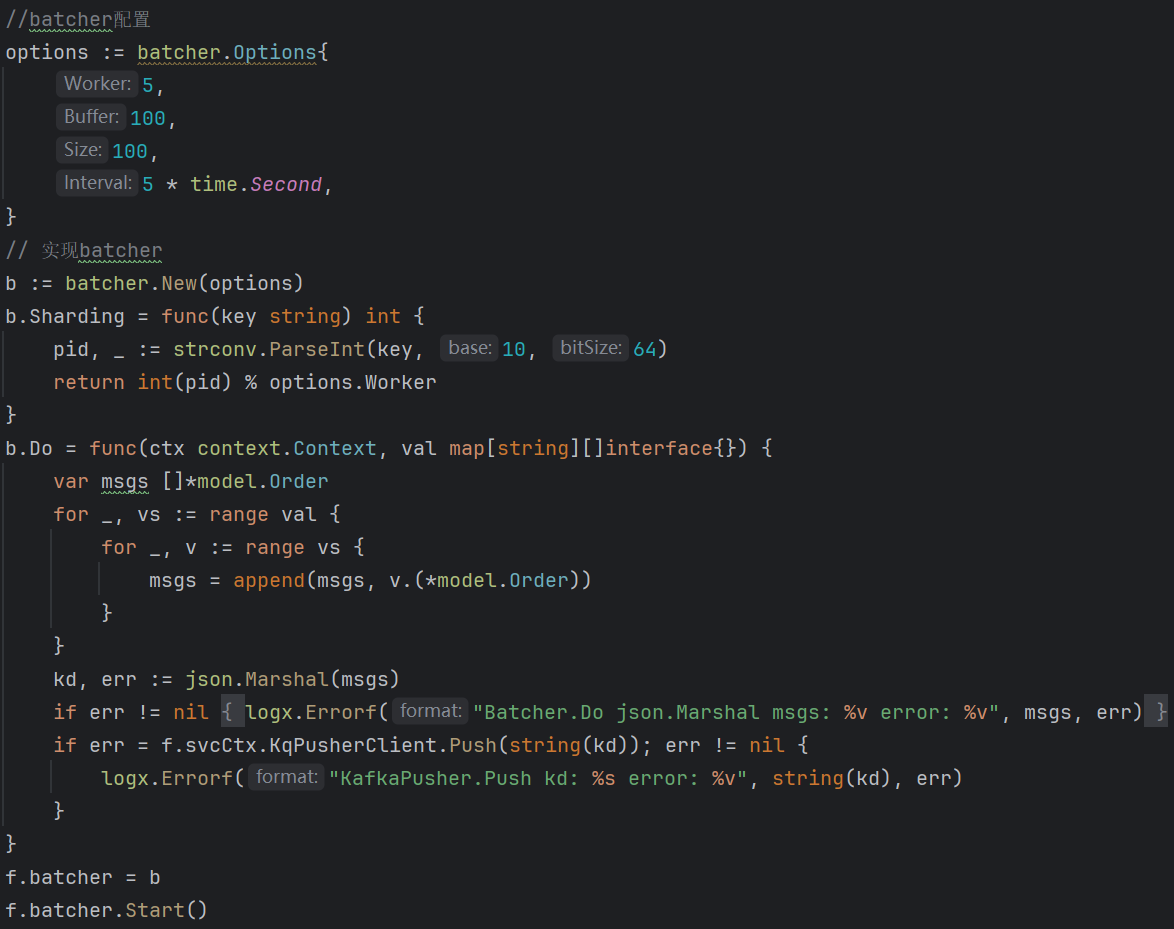 //batcher配置
options := batcher.Options{
Worker: 5,
Buffer: 100,
Size: 100,
Interval: 5 * time.Second,
}
// 实现batcher
b := batcher.New(options)
b.Sharding = func(key string) int {
pid, _ := strconv.ParseInt(key, base: 10, bitSize: 64)
return int(pid) % options.Worker
}
b.Do = func(ctx context.Context, val map[string][]interface{}) {
var msgs []*model.Order
for _, vs := range val {
for _, v := range vs {
msgs = append(msgs, v.(*model.Order))
}
}
kd, err := json.Marshal(msgs)
if err != nil { logx.Errorf( format: "Batcher.Do json.Marshal msgs: %v error: %v", msgs, err) }
if err = f.svcCtx.KqPusherClient.Push(string(kd)); err != nil {
logx.Errorf( format: "KafkaPusher.Push kd: %s error: %v", string(kd), err)
}
}
f.batcher = b
f.batcher.Start()